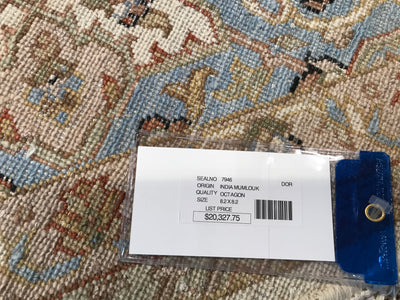 SEALNO 7946 DOR
ORIGIN INDIA MUMLOUK
QUALITY OCTAGON
SIZE 8.2 X 8.2
LIST PRICE
$20,327.75